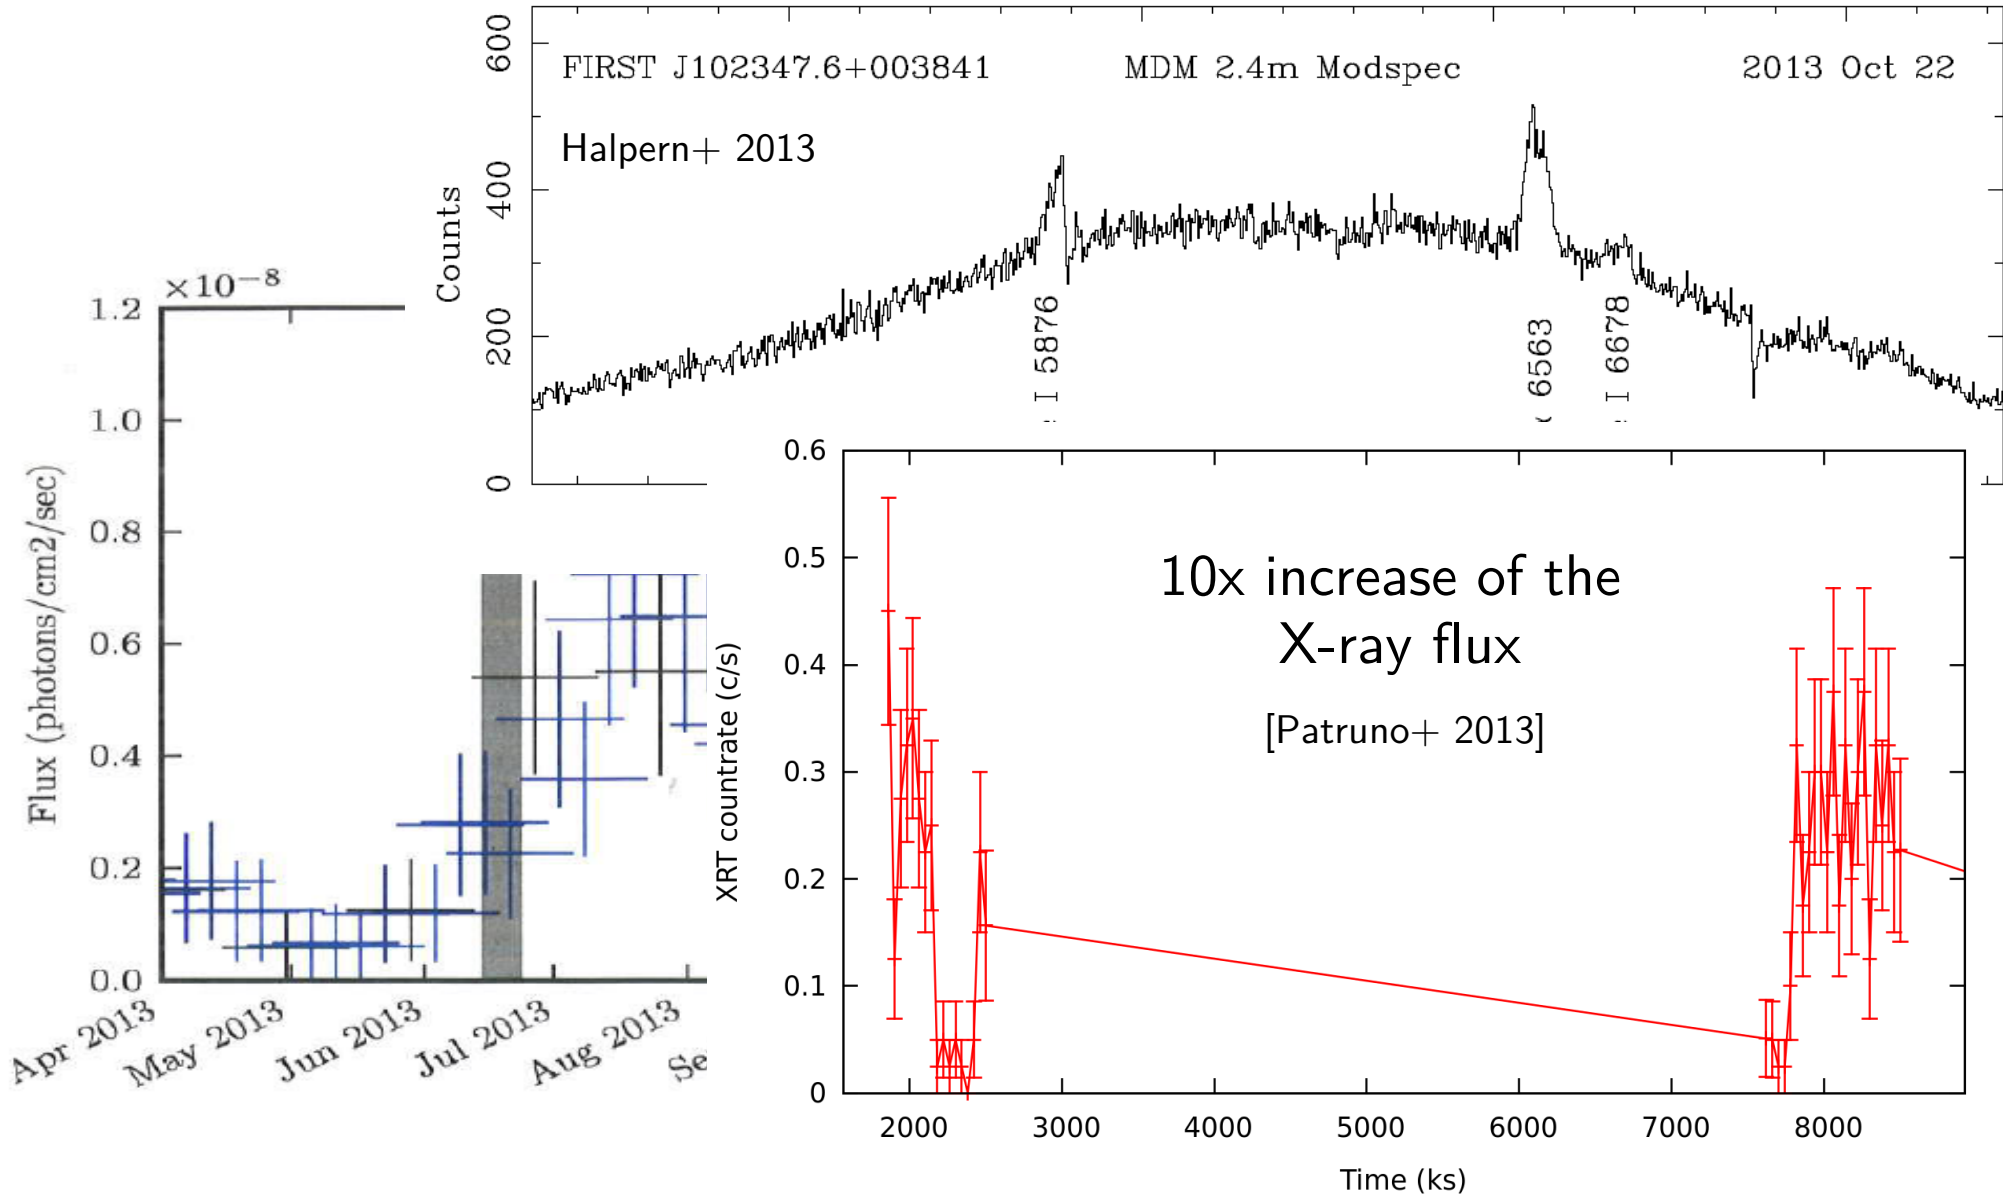 600
400
200
0
Counts
FIRST J102347.6+003841
MDM 2.4m Modspec
2013 Oct 22
Halpern+ 2013
I 5876
6563
I 6678
×10−8
1.2
1.0
0.8
0.6
0.4
0.2
0.0
Flux (photons/cm2/sec)
Apr 2013
May 2013
Jun 2013
Jul 2013
Aug 2013
Se
0.6
0.5
0.4
0.3
0.2
0.1
0
XRT countrate (c/s)
10x increase of the
X-ray flux
[Patruno+ 2013]
2000
3000
4000
5000
6000
7000
8000
Time (ks)